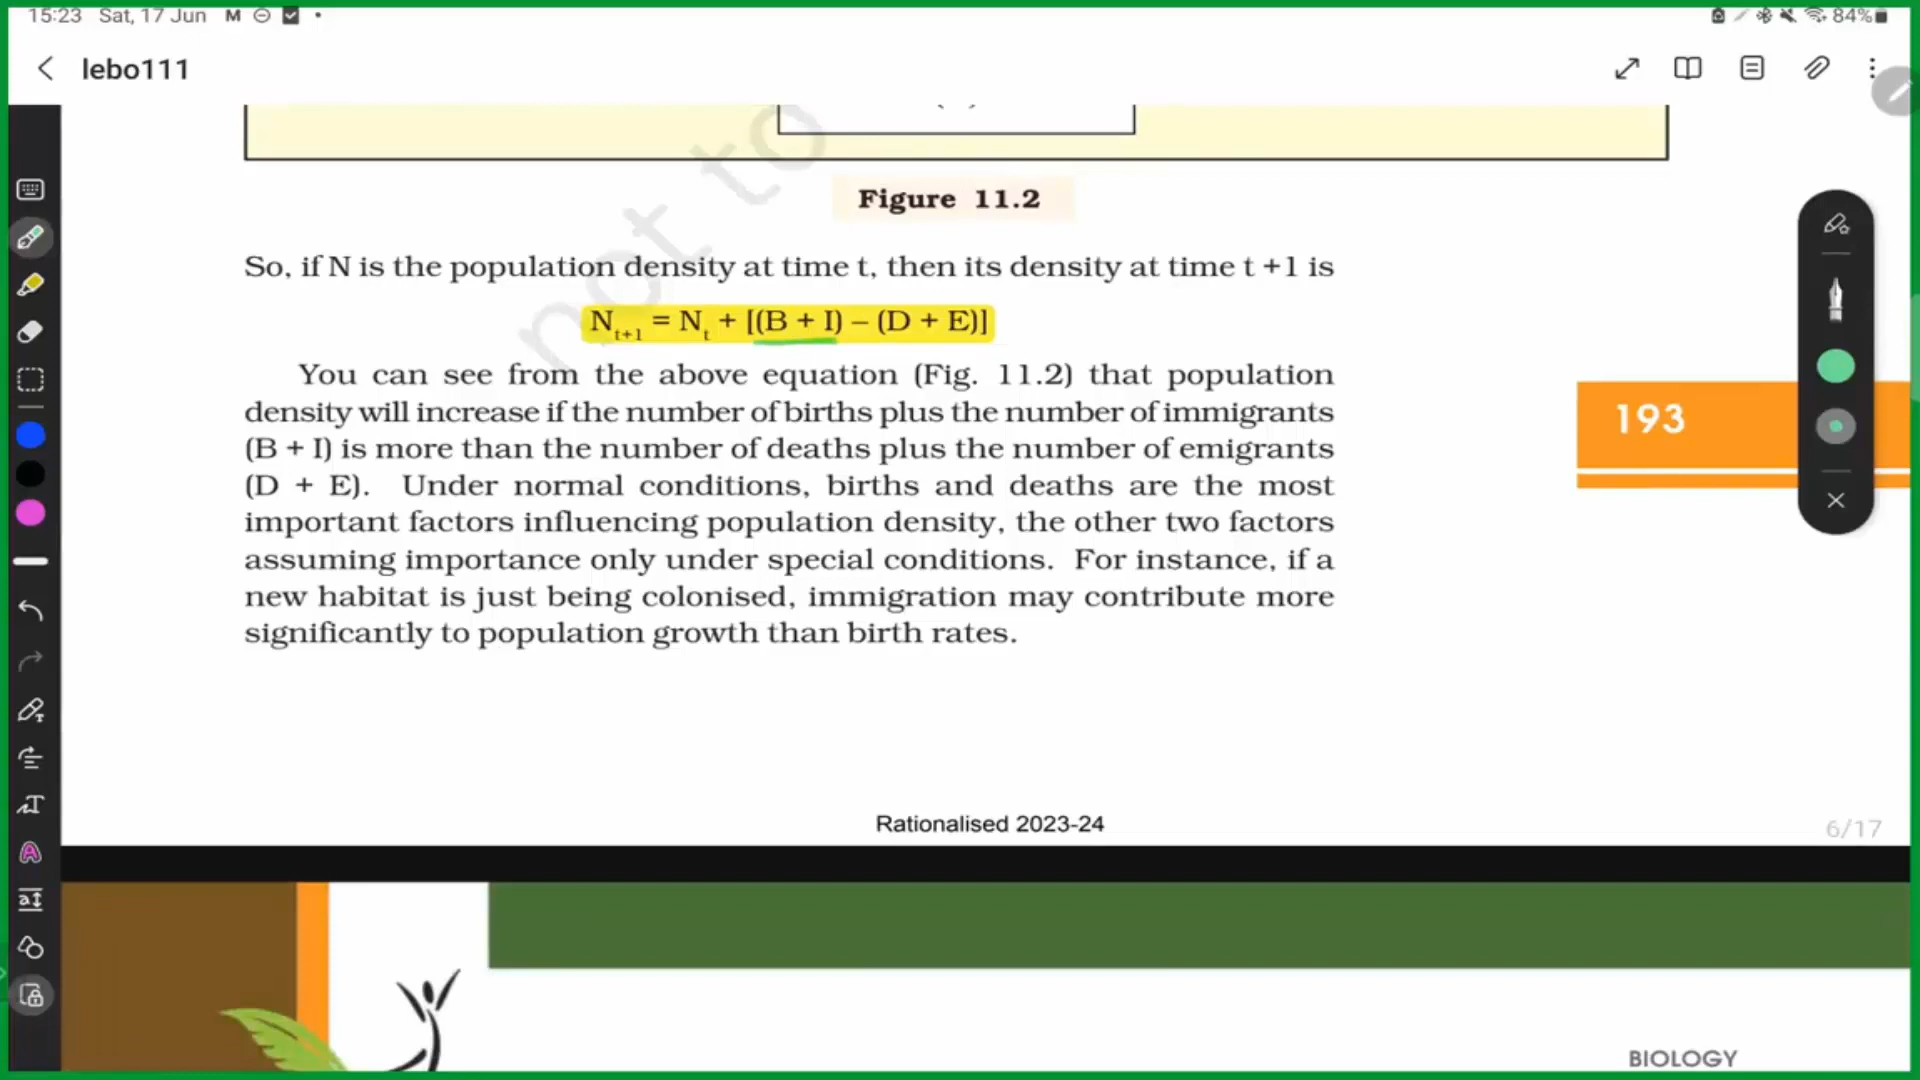 15:23 Sat, 17 Jun M
84%
lebo111
not to
Figure 11.2
So, if N is the population density at time t, then its density at time t +1 is
Nt+1 = Nt + [(B + I) – (D + E)]
You can see from the above equation (Fig. 11.2) that population
density will increase if the number of births plus the number of immigrants
(B + I) is more than the number of deaths plus the number of emigrants
(D + E). Under normal conditions, births and deaths are the most
important factors influencing population density, the other two factors
assuming importance only under special conditions. For instance, if a
new habitat is just being colonised, immigration may contribute more
significantly to population growth than birth rates.
193
Rationalised 2023-24
6/17
BIOLOGY